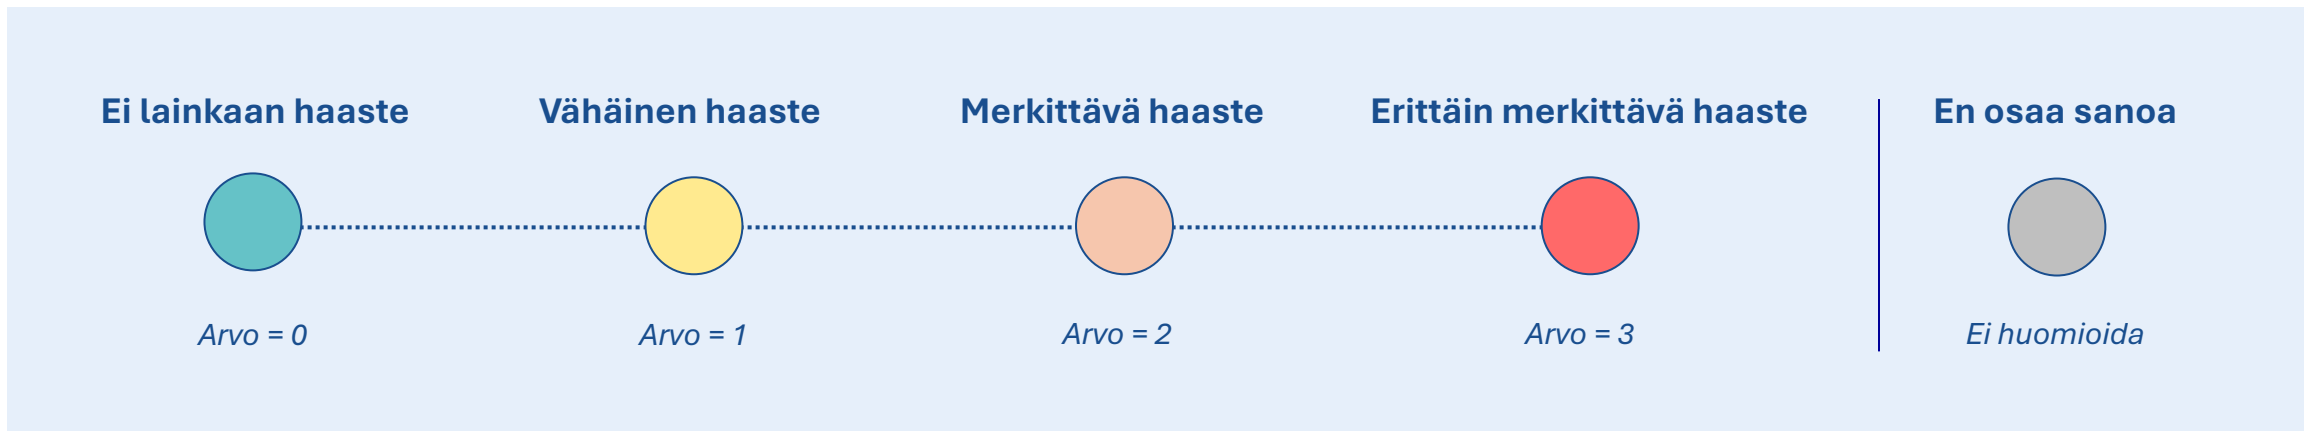 Ei lainkaan haaste
Vähäinen haaste
Merkittävä haaste
Erittäin merkittävä haaste
En osaa sanoa
Arvo = 0
Arvo = 1
Arvo = 2
Arvo = 3
Ei huomioida